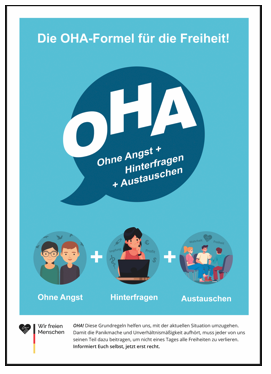 Die OHA-Formel für die Freiheit!
OHA
Ohne Angst +
Hinterfragen
+ Austauschen
+
+
Ohne Angst
Hinterfragen
Austauschen
Wir freien
Menschen
OHA! Diese Grundregeln helfen uns, mit der aktuellen Situation umzugehen.
Damit die Panikmache und Unverhältnismäßigkeit aufhört, muss jeder von uns
seinen Teil dazu beitragen, um nicht eines Tages alle Freiheiten zu verlieren.
Informiert Euch selbst, jetzt erst recht.